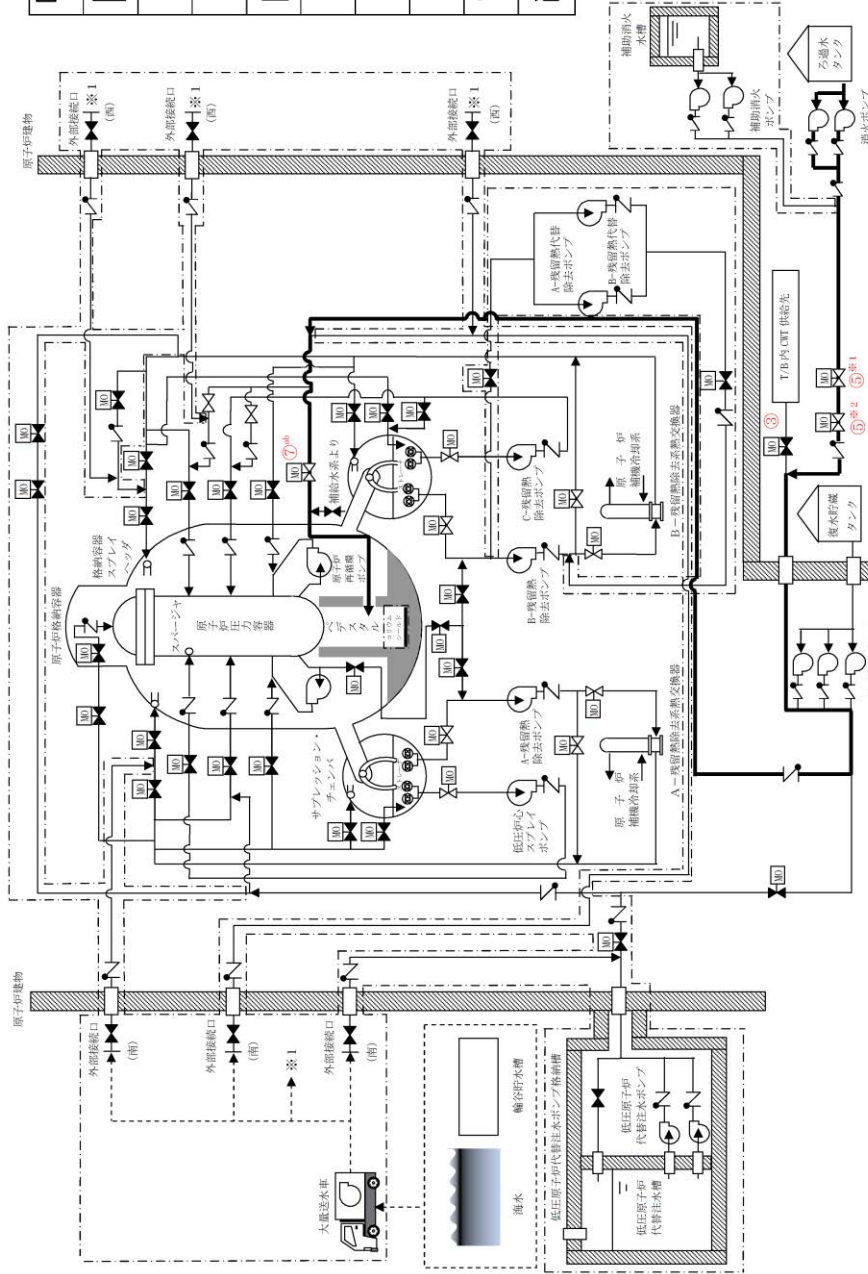 原子炉建物
外部接続口
(西)
※1
外部接続口
(西)
※1
外部接続口
(西)
※1
補助消火
水槽
補助消火
ポンプ
ろ過水
タンク
消火ポンプ
A-残留熱代替
除去ポンプ
B-残留熱代替
除去ポンプ
T/B内 CWT 供給先
③
⑤※1
⑤※2
復水貯蔵
タンク
原子炉格納容器
格納容器
スプレイ
ヘッダ
スパージャ
原子炉圧力容器
ペデスタル
コリウム
シールド
原子炉
再循環
ポンプ
⑦ab
補給水系より
サプレッション・
チェンバ
C-残留熱
除去ポンプ
B-残留熱
除去ポンプ
原子炉
補機冷却系
B-残留熱除去系熱交換器
A-残留熱
除去ポンプ
低圧炉心
スプレイ
ポンプ
原子炉
補機冷却系
A-残留熱除去系熱交換器
MO
原子炉建物
外部接続口
(南)
外部接続口
(南)
外部接続口
(南)
※1
大量送水車
海水
輪谷貯水槽
低圧原子炉代替注水ポンプ格納槽
低圧原子炉
代替注水ポンプ
低圧原子炉
代替注水槽